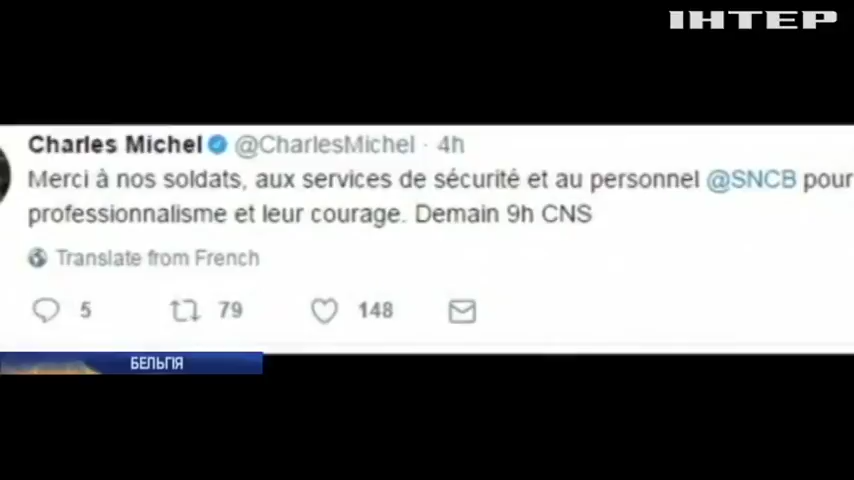 ІНТЕР
Charles Michel @CharlesMichel · 4h
Merci à nos soldats, aux services de sécurité et au personnel @SNCB pour
professionnalisme et leur courage. Demain 9h CNS
Translate from French
5 79 148
БЕЛЬГІЯ